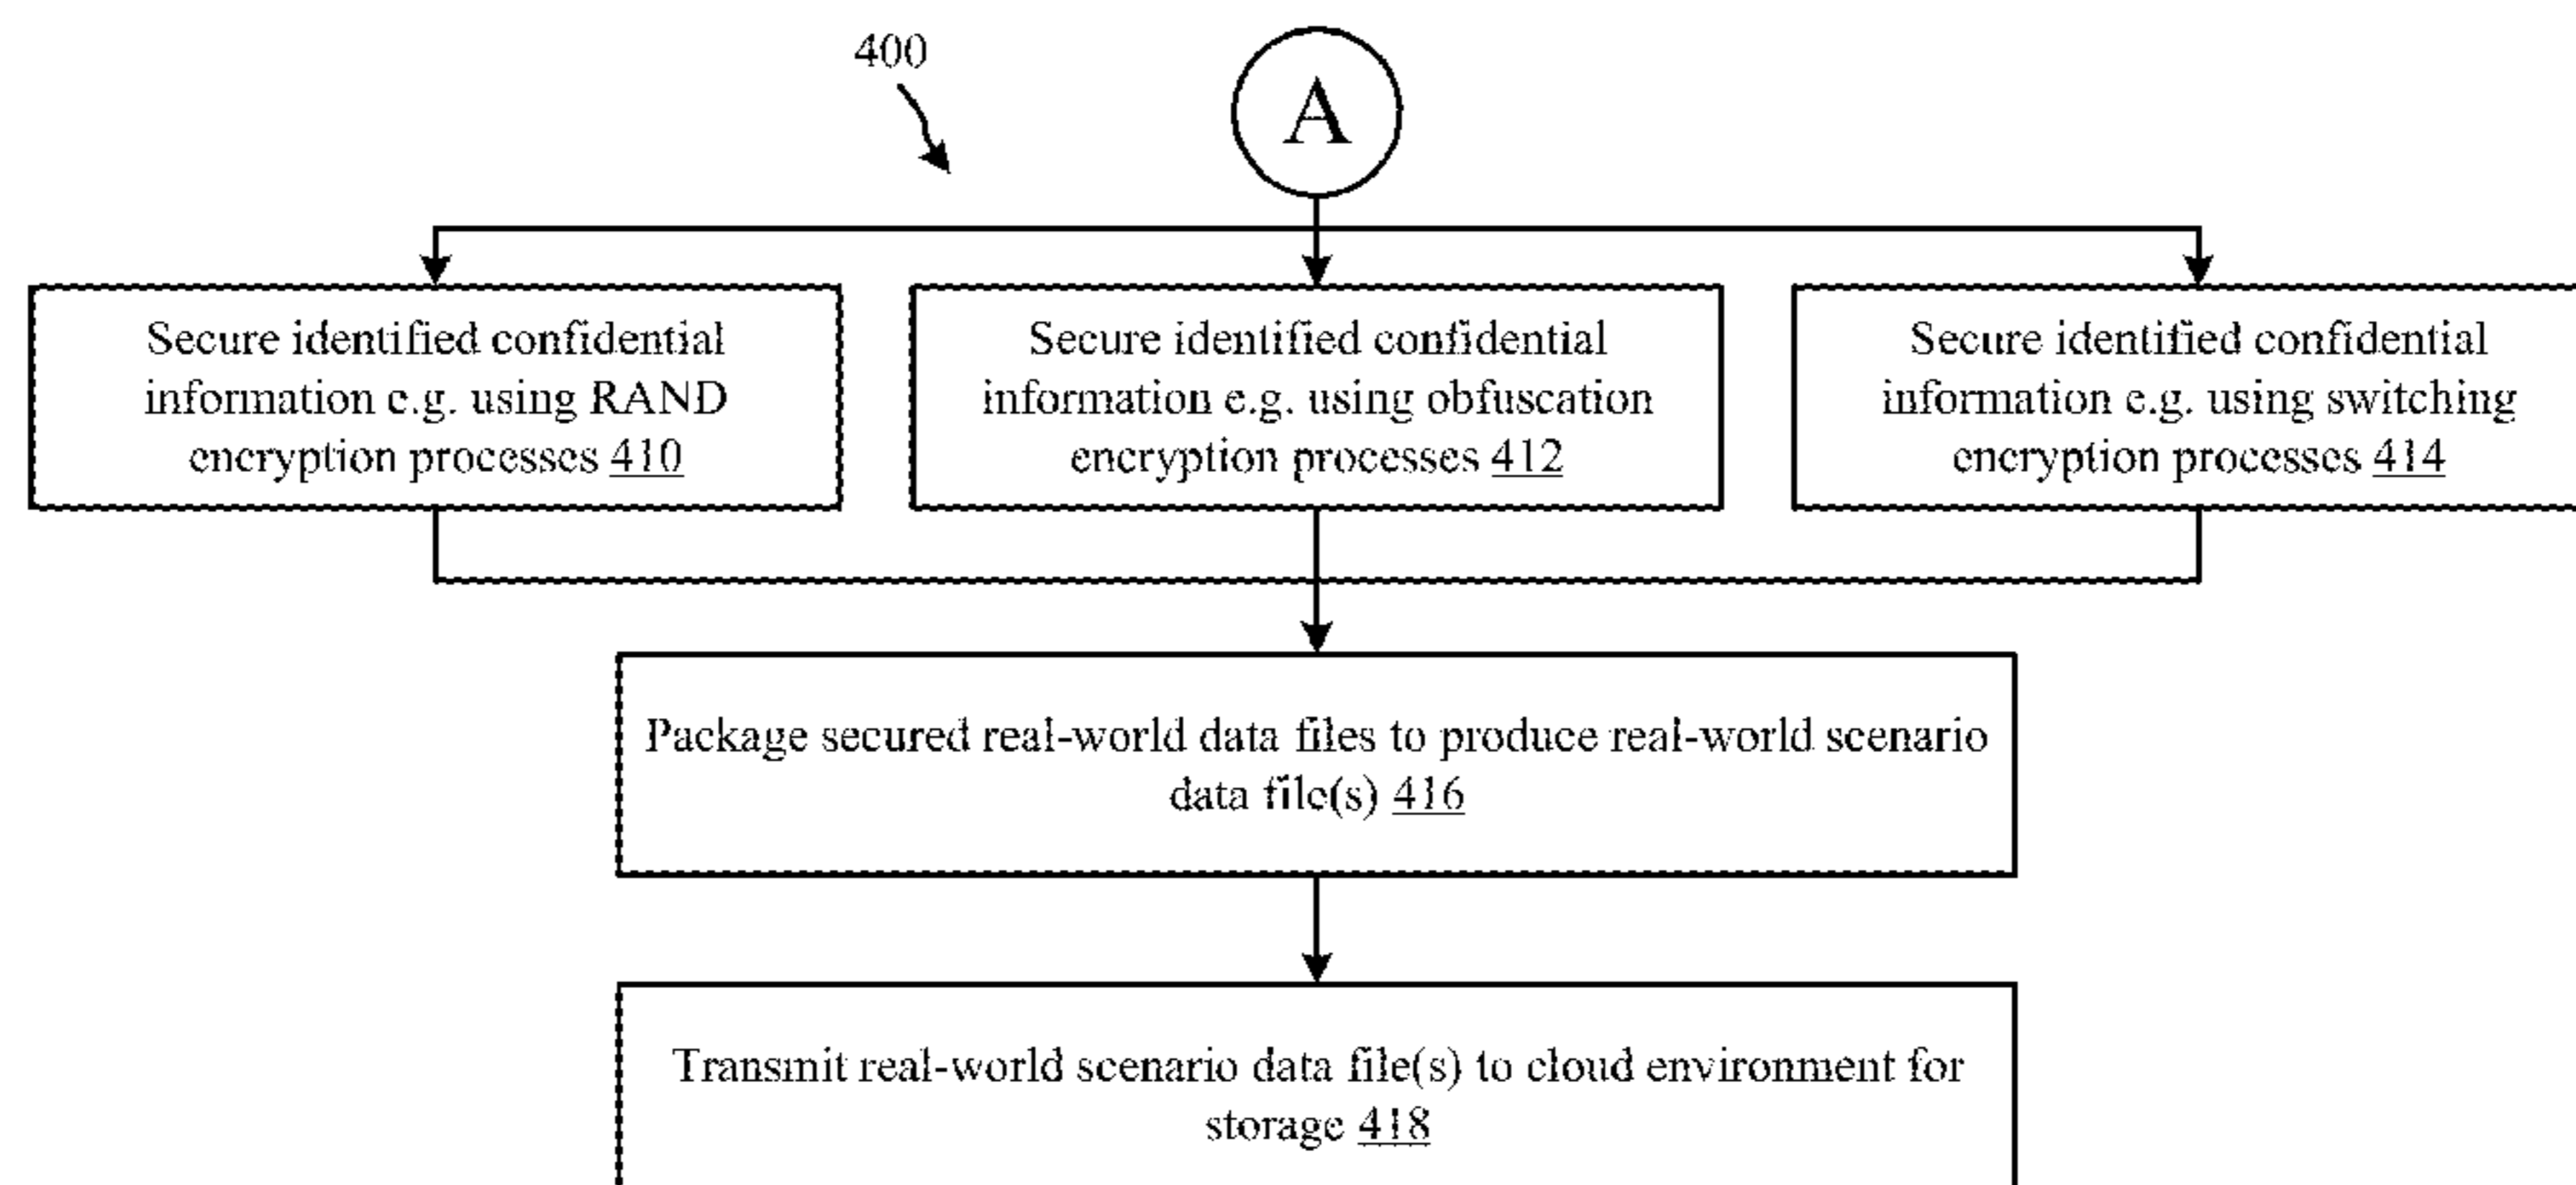 400
A
Secure identified confidential
information e.g. using RAND
encryption processes 410
Secure identified confidential
information e.g. using obfuscation
encryption processes 412
Secure identified confidential
information e.g. using switching
encryption processes 414
Package secured real-world data files to produce real-world scenario
data file(s) 416
Transmit real-world scenario data file(s) to cloud environment for
storage 418